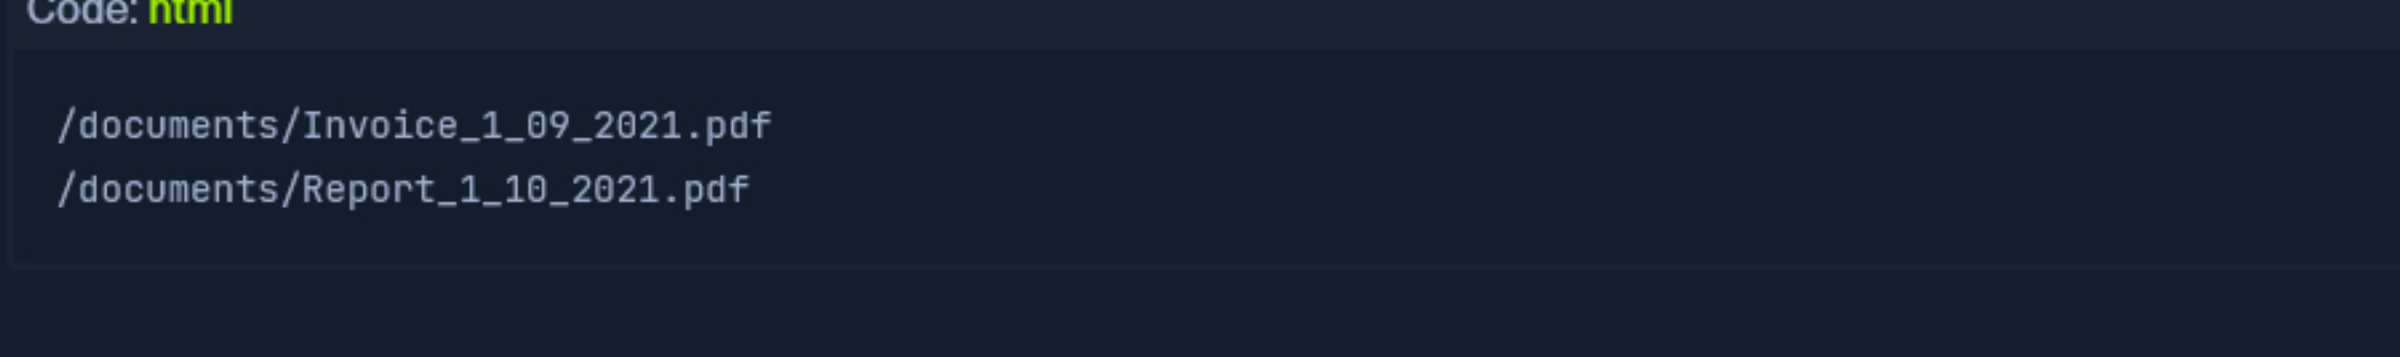 Code: html
/documents/Invoice_1_09_2021.pdf
/documents/Report_1_10_2021.pdf